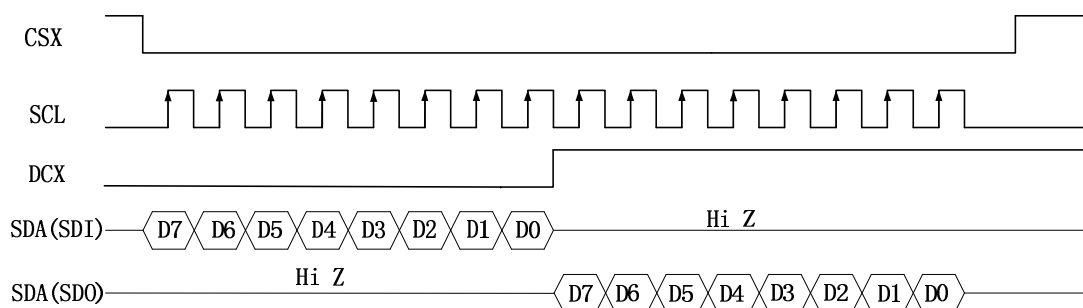 CSX
SCL
DCX
SDA(SDI) D7 D6 D5 D4 D3 D2 D1 D0 Hi Z
SDA(SDO) Hi Z D7 D6 D5 D4 D3 D2 D1 D0